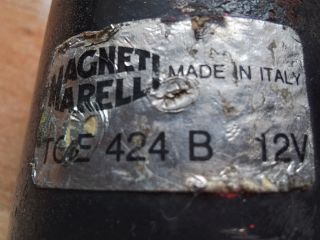 MAGNETI
MARELLI
MADE IN ITALY
TGE 424 B 12V